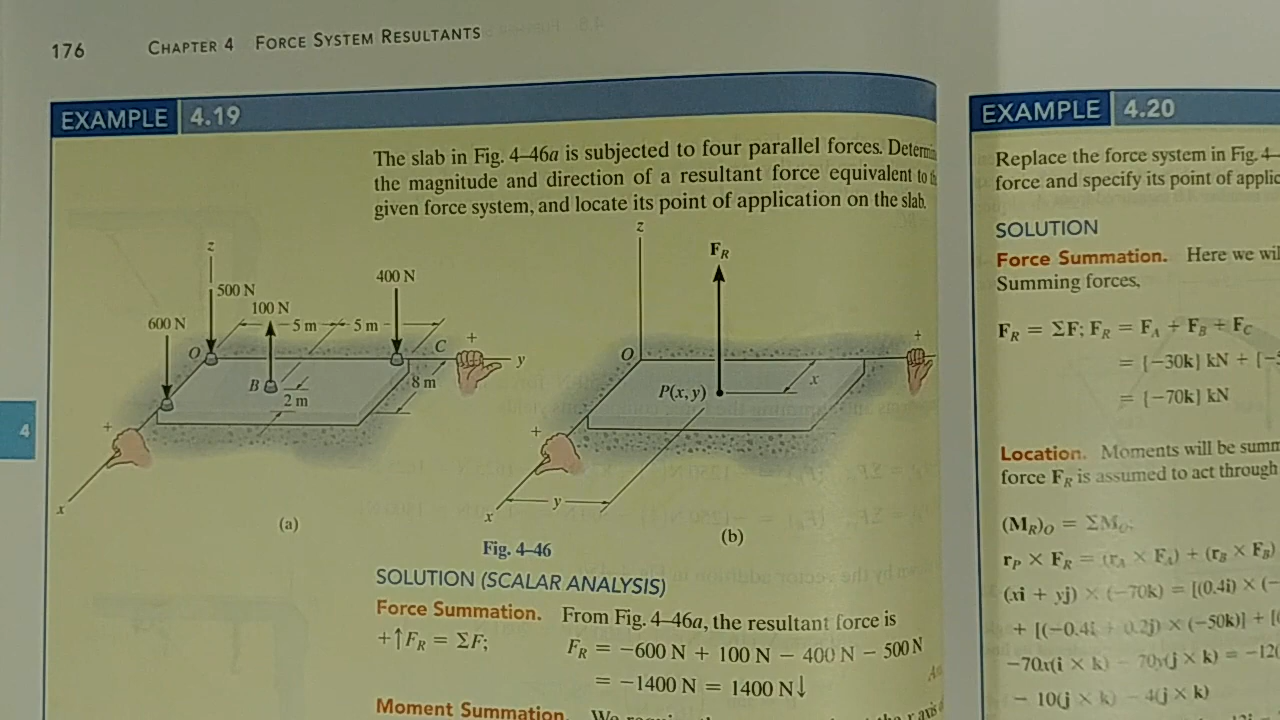 176 CHAPTER 4 FORCE SYSTEM RESULTANTS
EXAMPLE 4.19
The slab in Fig. 4–46a is subjected to four parallel forces.
the magnitude and direction of a resultant force equivalent to
given force system, and locate its point of application on the slab.
z
500 N
400 N
100 N
600 N
5 m
5 m
O
C
+
y
B
8 m
2 m
+
x
(a)
z
F_R
+
O
P(x, y)
x
+
y
x
(b)
Fig. 4–46
SOLUTION (SCALAR ANALYSIS)
Force Summation. From Fig. 4–46a, the resultant force is
+↑F_R = ΣF; F_R = −600 N + 100 N − 400 N − 500 N
= −1400 N = 1400 N↓
Moment Summation.
4
EXAMPLE 4.20
Replace the force system in Fig. 4–
force and specify its point of
SOLUTION
Force Summation. Here we
Summing forces,
F_R = ΣF; F_R = F_A + F_B + F_C
= {−30k} kN +
= {−70k} kN
Location. Moments will be
force F_R is assumed to act through
(M_R)_O = ΣM_O;
r_P × F_R = (r_A × F_A) + (r_B × F_B)
(xi + yj) × (−70k) = [(0.4i) × (−
+ [(−0.4i + 0.2j) × (−50k)] +
−70x(i × k) − 70y(j × k) =
− 10(j × k) − 4(j × k)